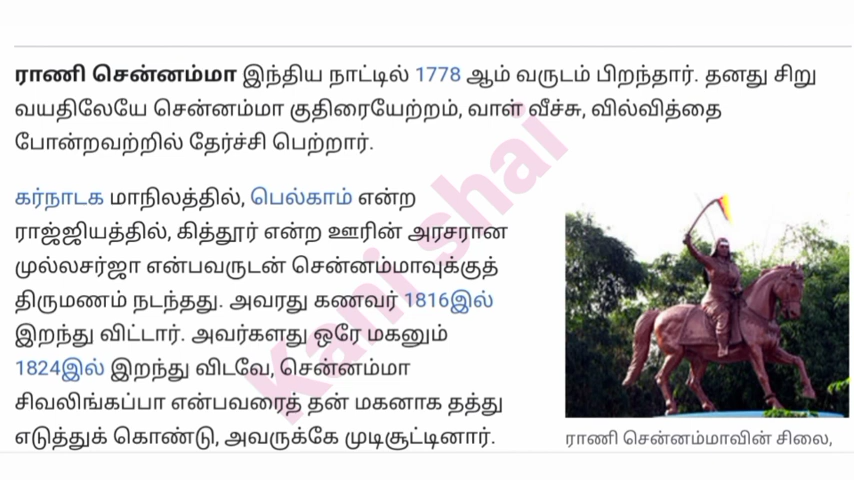 ராணி சென்னம்மா இந்திய நாட்டில் 1778 ஆம் வருடம் பிறந்தார். தனது சிறு
வயதிலேயே சென்னம்மா குதிரையேற்றம், வாள் வீச்சு, வில்வித்தை
போன்றவற்றில் தேர்ச்சி பெற்றார்.
கர்நாடக மாநிலத்தில், பெல்காம் என்ற
ராஜ்ஜியத்தில், கித்தூர் என்ற ஊரின் அரசரான
முல்லசர்ஜா என்பவருடன் சென்னம்மாவுக்குத்
திருமணம் நடந்தது. அவரது கணவர் 1816இல்
இறந்து விட்டார். அவர்களது ஒரே மகனும்
1824இல் இறந்து விடவே, சென்னம்மா
சிவலிங்கப்பா என்பவரைத் தன் மகனாக தத்து
எடுத்துக் கொண்டு, அவருக்கே முடிசூட்டினார்.
ராணி சென்னம்மாவின் சிலை,
Kani shai